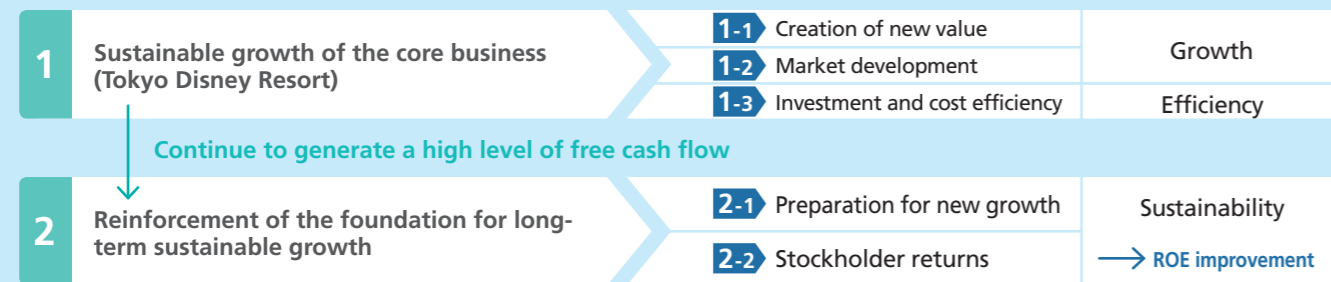 1
Sustainable growth of the core business
(Tokyo Disney Resort)
1-1 Creation of new value
1-2 Market development
Growth
1-3 Investment and cost efficiency
Efficiency
Continue to generate a high level of free cash flow
2
Reinforcement of the foundation for long-
term sustainable growth
2-1 Preparation for new growth
Sustainability
2-2 Stockholder returns
ROE improvement